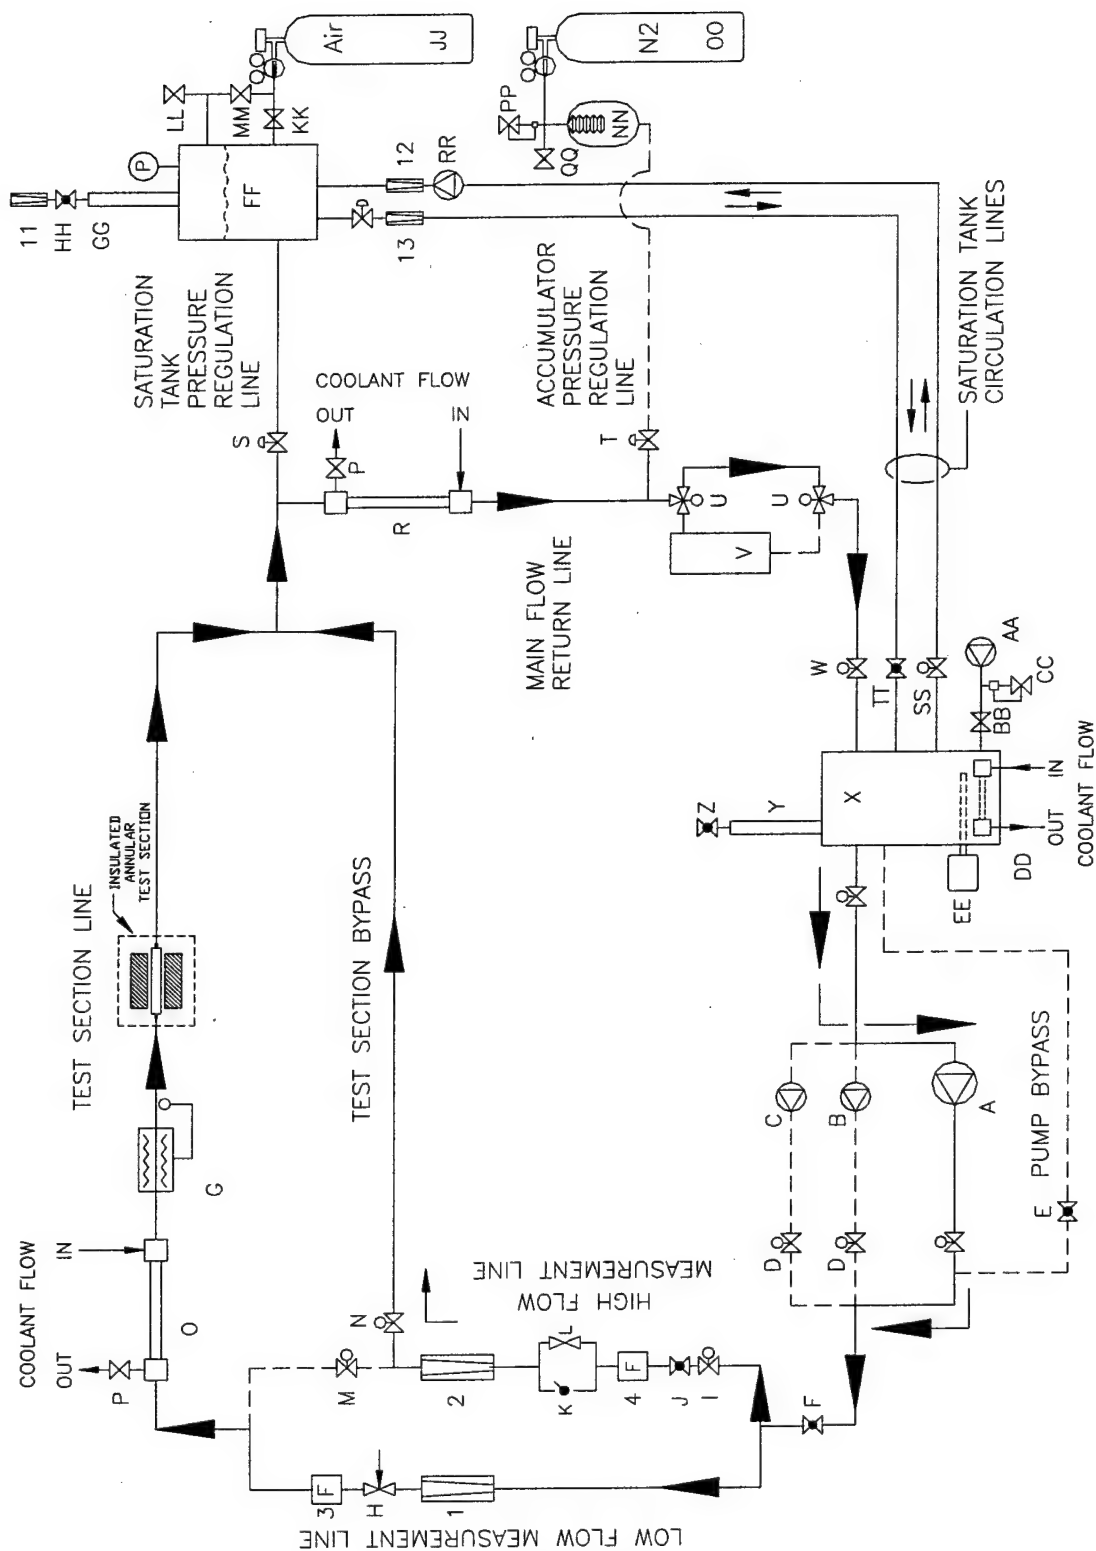 COOLANT FLOW
OUT
IN
P
O
G
TEST SECTION LINE
INSULATED
ANNULAR
TEST SECTION
11
HH
GG
P
FF
LL
MM
KK
Air
JJ
SATURATION
TANK
PRESSURE
REGULATION
LINE
S
13
12
RR
COOLANT FLOW
OUT
IN
P
R
PP
QQ
NN
N2
OO
ACCUMULATOR
PRESSURE
REGULATION
LINE
T
MAIN FLOW
RETURN LINE
U
U
V
SATURATION TANK
CIRCULATION LINES
TEST SECTION BYPASS
LOW FLOW MEASUREMENT LINE
3
F
H
1
M
N
2
K
L
4
F
J
I
HIGH FLOW
MEASUREMENT LINE
F
D
D
C
B
A
E
PUMP BYPASS
Z
Y
X
W
TT
SS
AA
BB
CC
EE
DD
OUT
IN
COOLANT FLOW